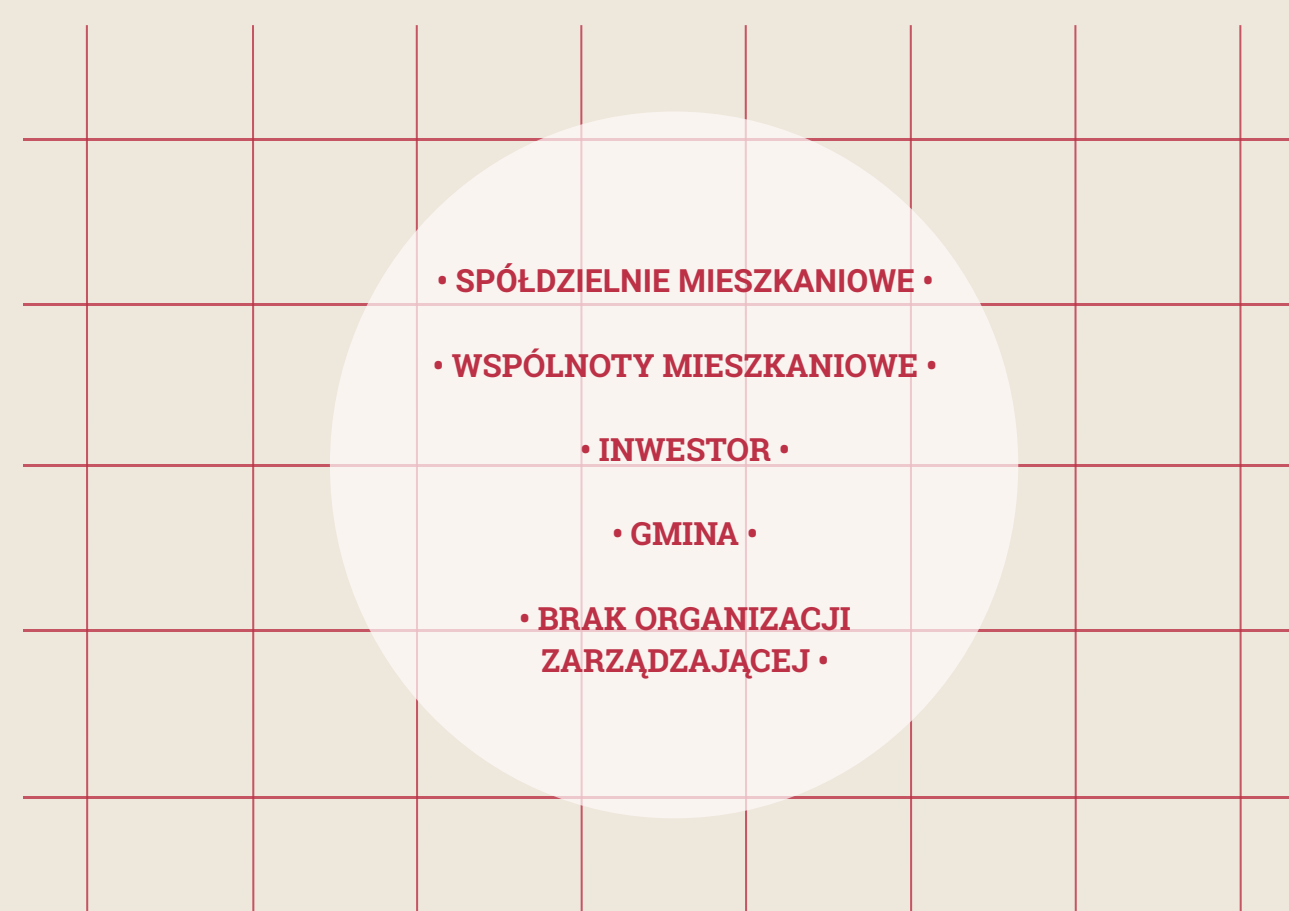 • SPÓŁDZIELNIE MIESZKANIOWE •
• WSPÓLNOTY MIESZKANIOWE •
• INWESTOR •
• GMINA •
• BRAK ORGANIZACJI
ZARZĄDZAJĄCEJ •